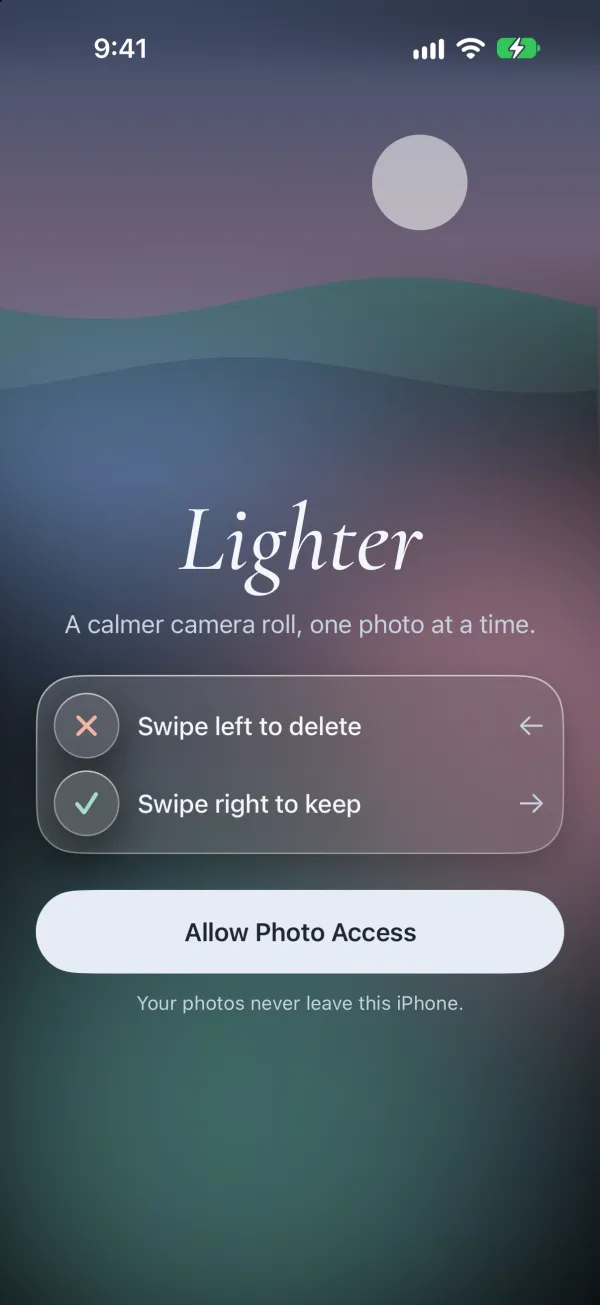 9:41
Lighter
A calmer camera roll, one photo at a time.
Swipe left to delete
Swipe right to keep
Allow Photo Access
Your photos never leave this iPhone.